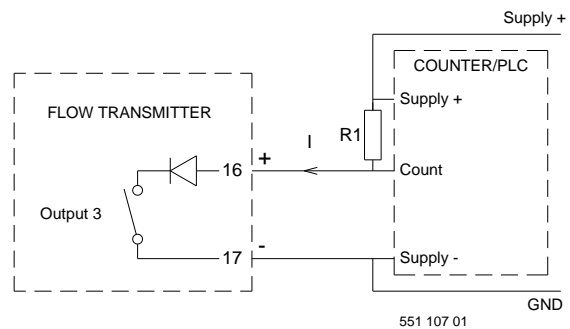 Supply +
COUNTER/PLC
FLOW TRANSMITTER
Supply +
R1
I
16
+
Count
Output 3
17
-
Supply -
GND
551 107 01